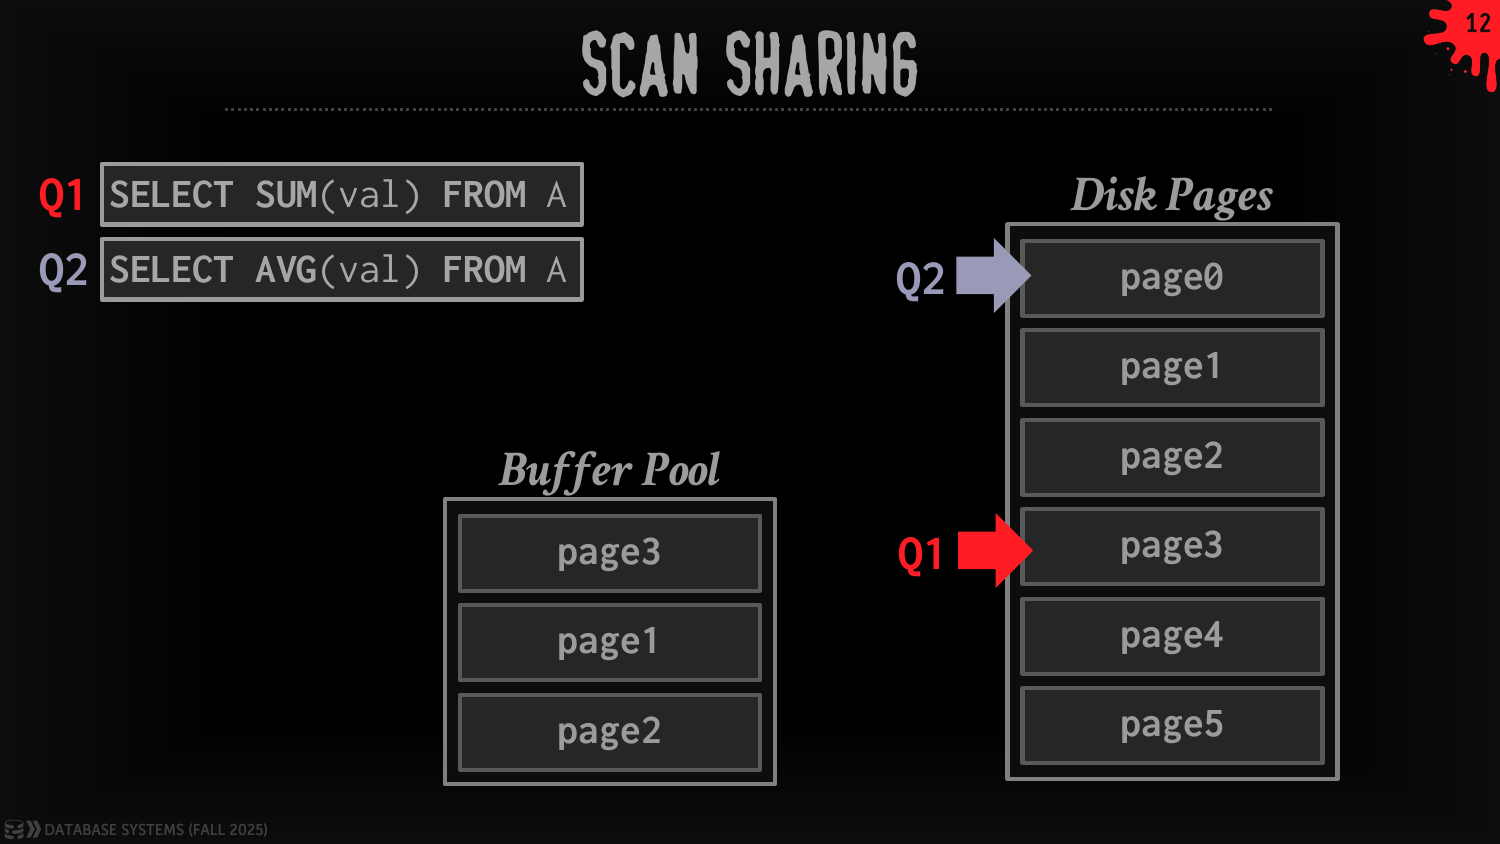 12
SCAN SHARING
Q1 SELECT SUM(val) FROM A
Q2 SELECT AVG(val) FROM A
Disk Pages
Q2 page0
page1
page2
Q1 page3
page4
page5
Buffer Pool
page3
page1
page2
DATABASE SYSTEMS (FALL 2025)